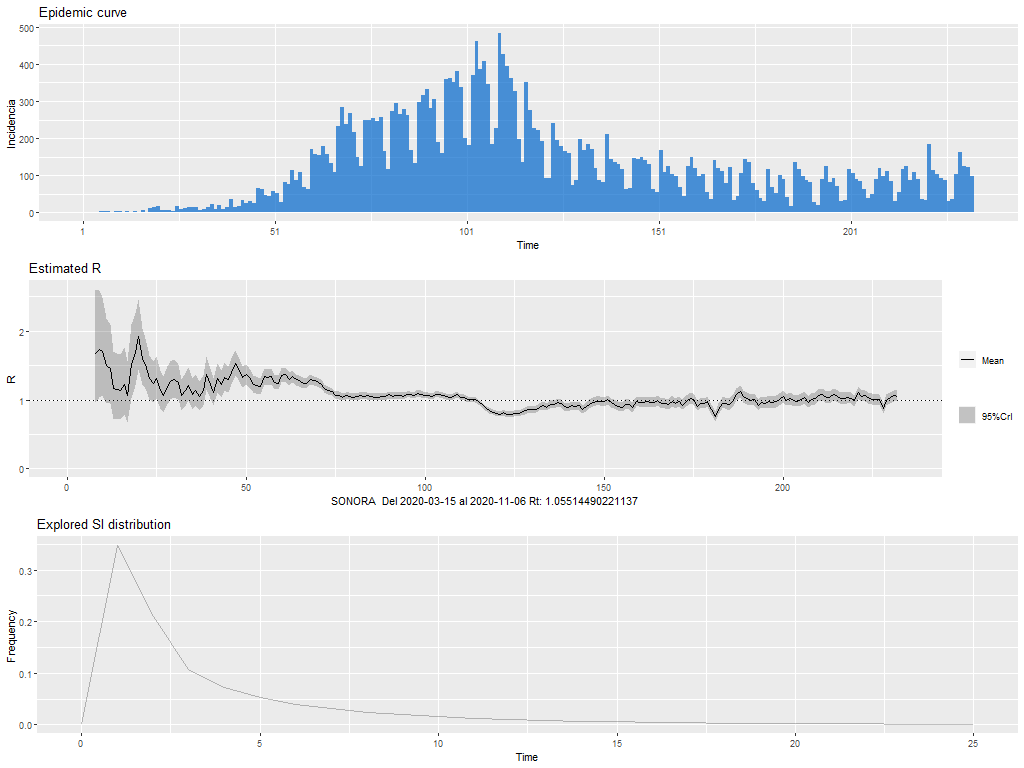 Epidemic curve
500
400
300
200
100
0
Incidencia
1
51
101
151
201
Time
Estimated R
2
1
0
R
0
50
100
150
200
SONORA Del 2020-03-15 al 2020-11-06 Rt: 1.05514490221137
Mean
95%CrI
Explored SI distribution
0.3
0.2
0.1
0.0
Frequency
0
5
10
15
20
25
Time